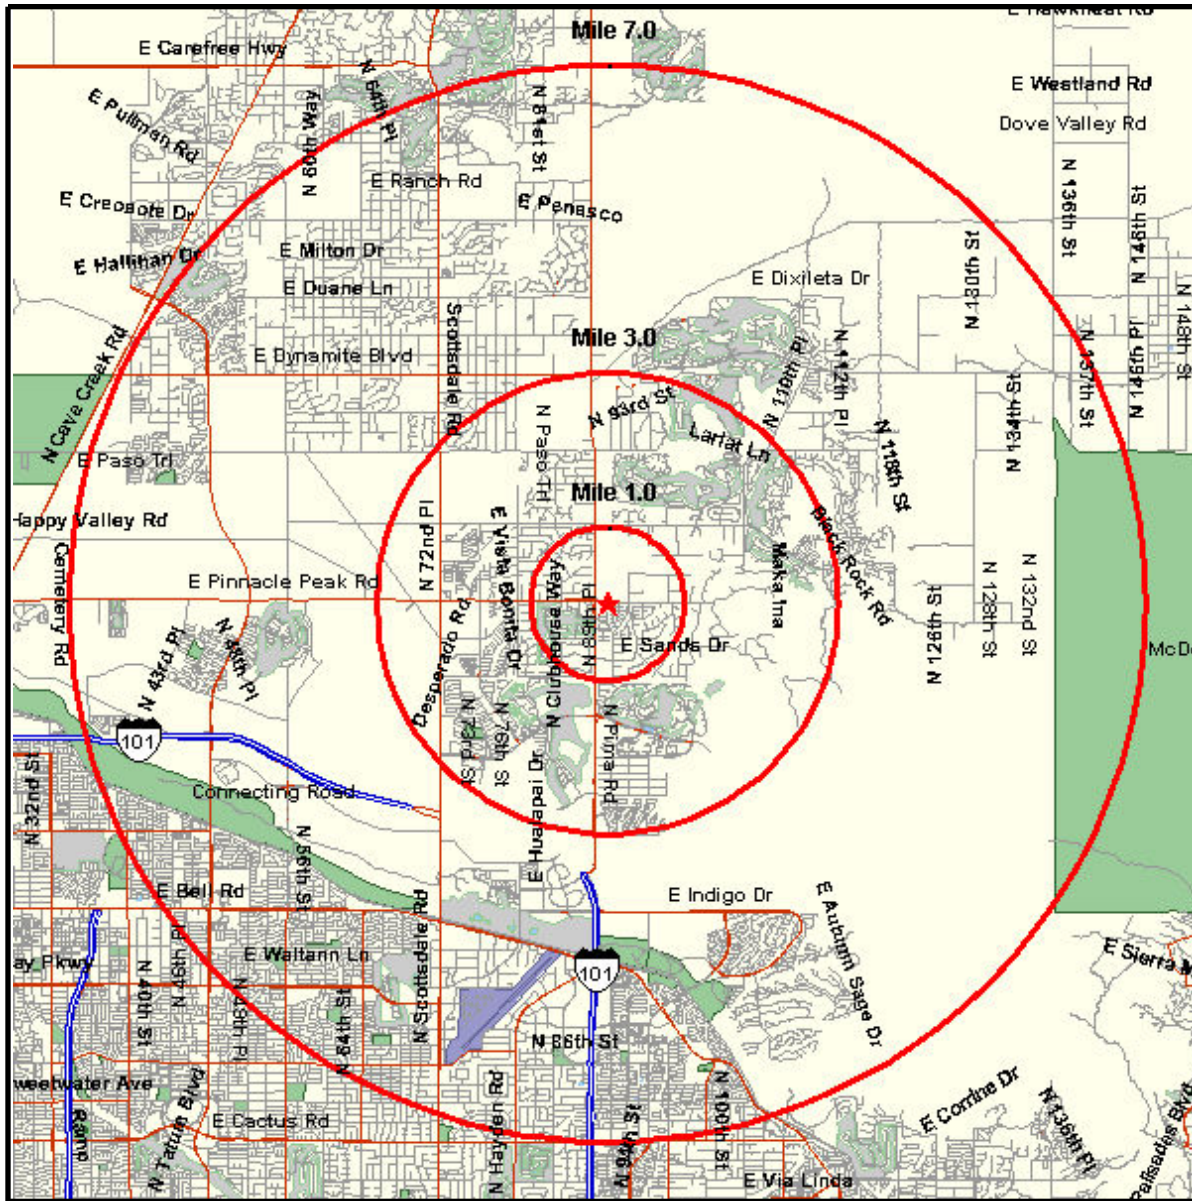 E Hawknest Rd
Mile 7.0
E Carefree Hwy
N 64th Pl
E Westland Rd
E Pullman Rd
N 60th Way
N 81st St
Dove Valley Rd
E Ranch Rd
E Creosote Dr
E Penasco
N 136th St
N 146th St
E Hallihan Dr
E Milton Dr
N 130th St
E Dixileta Dr
E Duane Ln
N 148th St
Scottsdale Rd
Mile 3.0
N Cave Creek Rd
E Dynamite Blvd
N 110th Pl
N 112th Pl
N 137th St
N 146th Pl
N 93rd St
N Paso Trl
Lariat Ln
N 118th St
N 134th St
E Paso Trl
Mile 1.0
Happy Valley Rd
N 72nd Pl
E Vista Bonita Dr
Black Rock Rd
Cemetery Rd
E Pinnacle Peak Rd
N Clubhouse Way
N 89th Pl
Maka Ina
N 126th St
N 128th St
N 132nd St
N 43rd Pl
N 48th Pl
Desperado Rd
E Sands Dr
McDo
101
N 73rd St
N 76th St
N Pima Rd
N 32nd St
Connecting Road
E Hualapai Dr
N 56th St
E Bell Rd
E Indigo Dr
N Scottsdale Rd
E Auburn Sage Dr
ay Pkwy
N 40th St
N 46th Pl
E Waltann Ln
101
E Sierra
N 48th Pl
N 64th St
N 86th St
weetwater Ave
E Cactus Rd
N Tatum Blvd
N Hayden Rd
N 94th St
N 100th St
E Corrine Dr
N 136th Pl
Palisades Blvd
E Via Linda